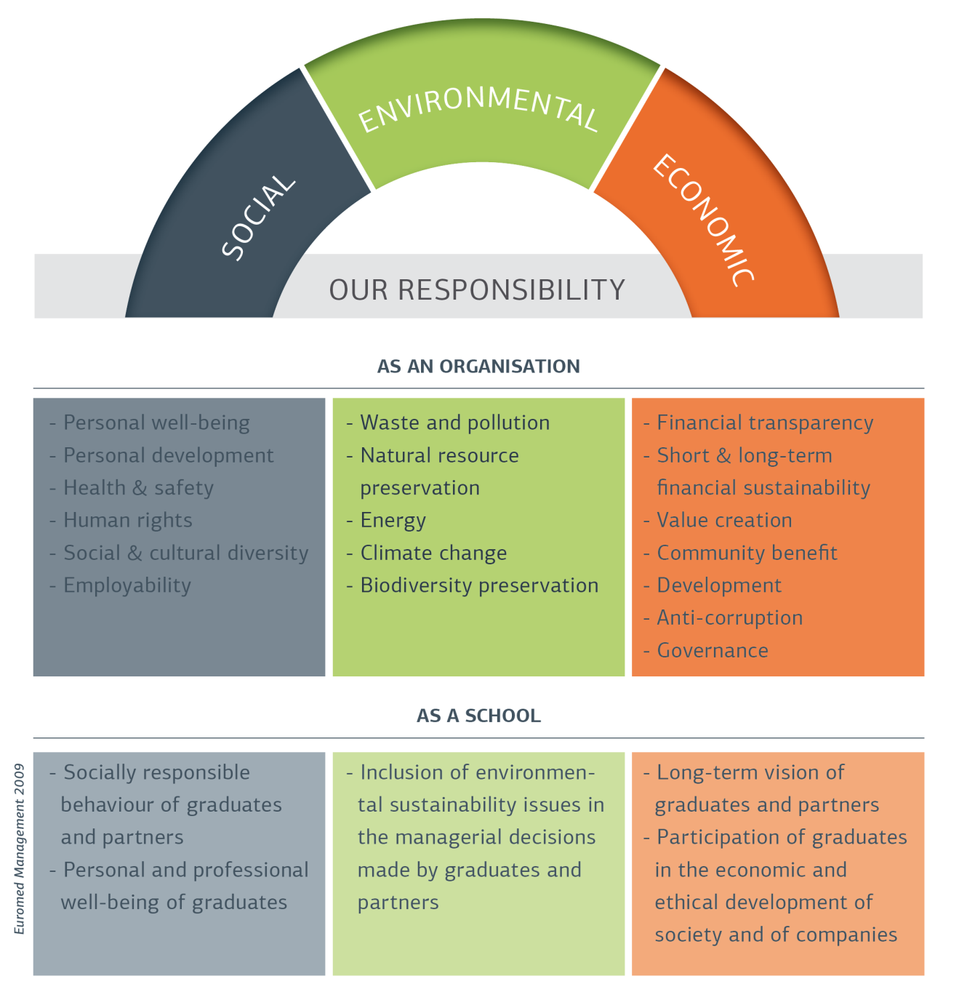 ENVIRONMENTAL
SOCIAL
ECONOMIC
OUR RESPONSIBILITY
AS AN ORGANISATION
- Personal well-being
- Personal development
- Health & safety
- Human rights
- Social & cultural diversity
- Employability
- Waste and pollution
- Natural resource
preservation
- Energy
- Climate change
- Biodiversity preservation
- Financial transparency
- Short & long-term
financial sustainability
- Value creation
- Community benefit
- Development
- Anti-corruption
- Governance
AS A SCHOOL
- Socially responsible
behaviour of graduates
and partners
- Personal and professional
well-being of graduates
- Inclusion of environmen-
tal sustainability issues in
the managerial decisions
made by graduates and
partners
- Long-term vision of
graduates and partners
- Participation of graduates
in the economic and
ethical development of
society and of companies
Euromed Management 2009